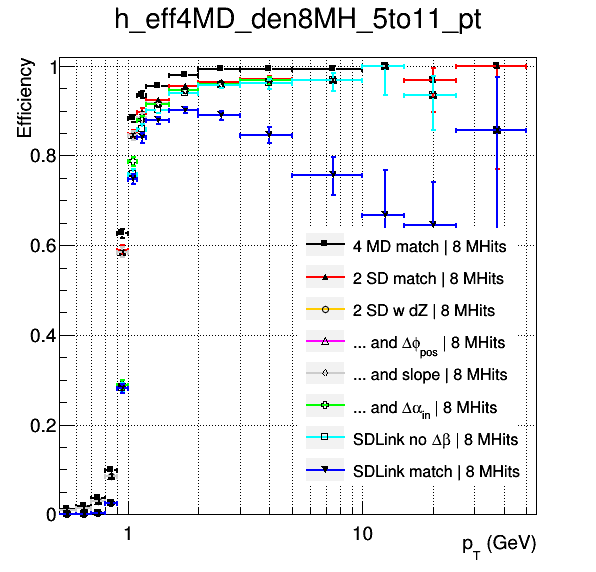 h_eff4MD_den8MH_5to11_pt
Efficiency
1
0.8
0.6
0.4
0.2
0
4 MD match | 8 MHits
2 SD match | 8 MHits
2 SD w dZ | 8 MHits
... and Δϕpos | 8 MHits
... and slope | 8 MHits
... and Δαin | 8 MHits
SDLink no Δβ | 8 MHits
SDLink match | 8 MHits
1 10
pT (GeV)